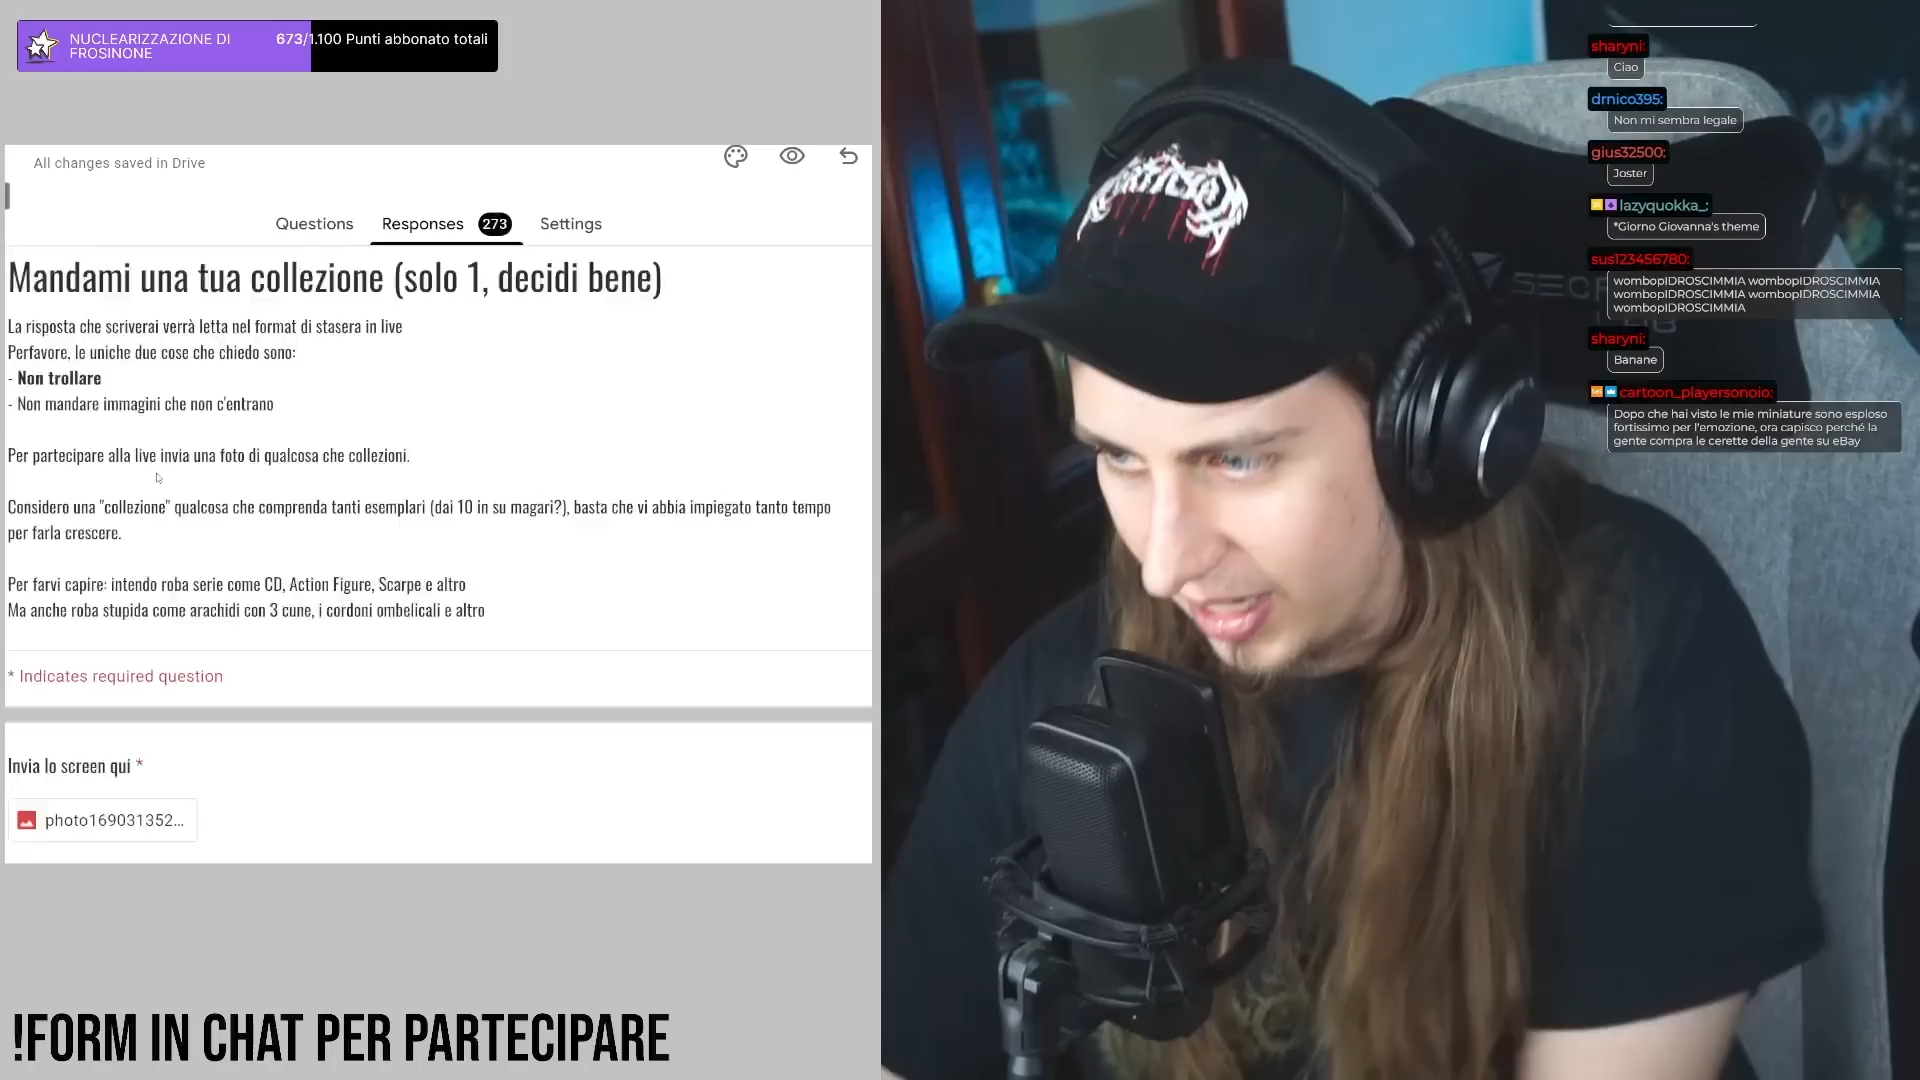 NUCLEARIZZAZIONE DI
FROSINONE
673/1.100 Punti abbonato totali
All changes saved in Drive
Questions
Responses
273
Settings
Mandami una tua collezione (solo 1, decidi bene)
La risposta che scriverai verrà letta nel format di stasera in live
Perfavore, le uniche due cose che chiedo sono:
- Non trollare
- Non mandare immagini che non c'entrano
Per partecipare alla live invia una foto di qualcosa che collezioni.
Considero una "collezione" qualcosa che comprenda tanti esemplari (dai 10 in su magari?), basta che vi abbia impiegato tanto tempo
per farla crescere.
Per farvi capire: intendo roba serie come CD, Action Figure, Scarpe e altro
Ma anche roba stupida come arachidi con 3 cune, i cordoni ombelicali e altro
* Indicates required question
Invia lo screen qui *
photo169031352...
!FORM IN CHAT PER PARTECIPARE
sharyni:
Ciao
drnico395:
Non mi sembra legale
gius32500:
Joster
lazyquokka_:
*Giorno Giovanna's theme
sus123456780:
wombopIDROSCIMMIA wombopIDROSCIMMIA
wombopIDROSCIMMIA wombopIDROSCIMMIA
wombopIDROSCIMMIA
sharyni:
Banane
cartoon_playersonoio:
Dopo che hai visto le mie miniature sono esploso
fortissimo per l'emozione, ora capisco perché la
gente compra le cerette della gente su eBay